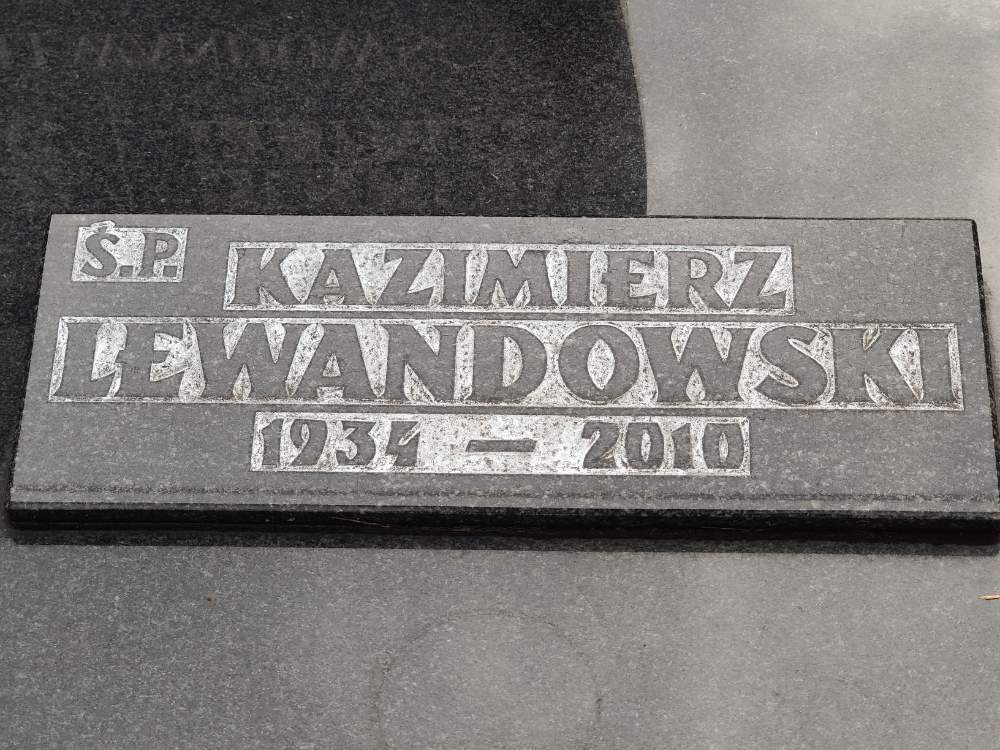 Ś.P.
KAZIMIERZ
LEWANDOWSKI
1934 — 2010